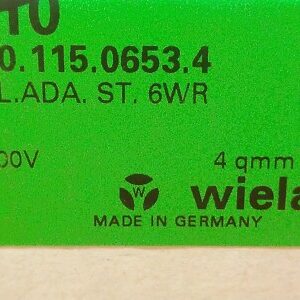 10
0.115.0653.4
L.ADA. ST. 6WR
00V 4 qmm
W wiela
MADE IN GERMANY